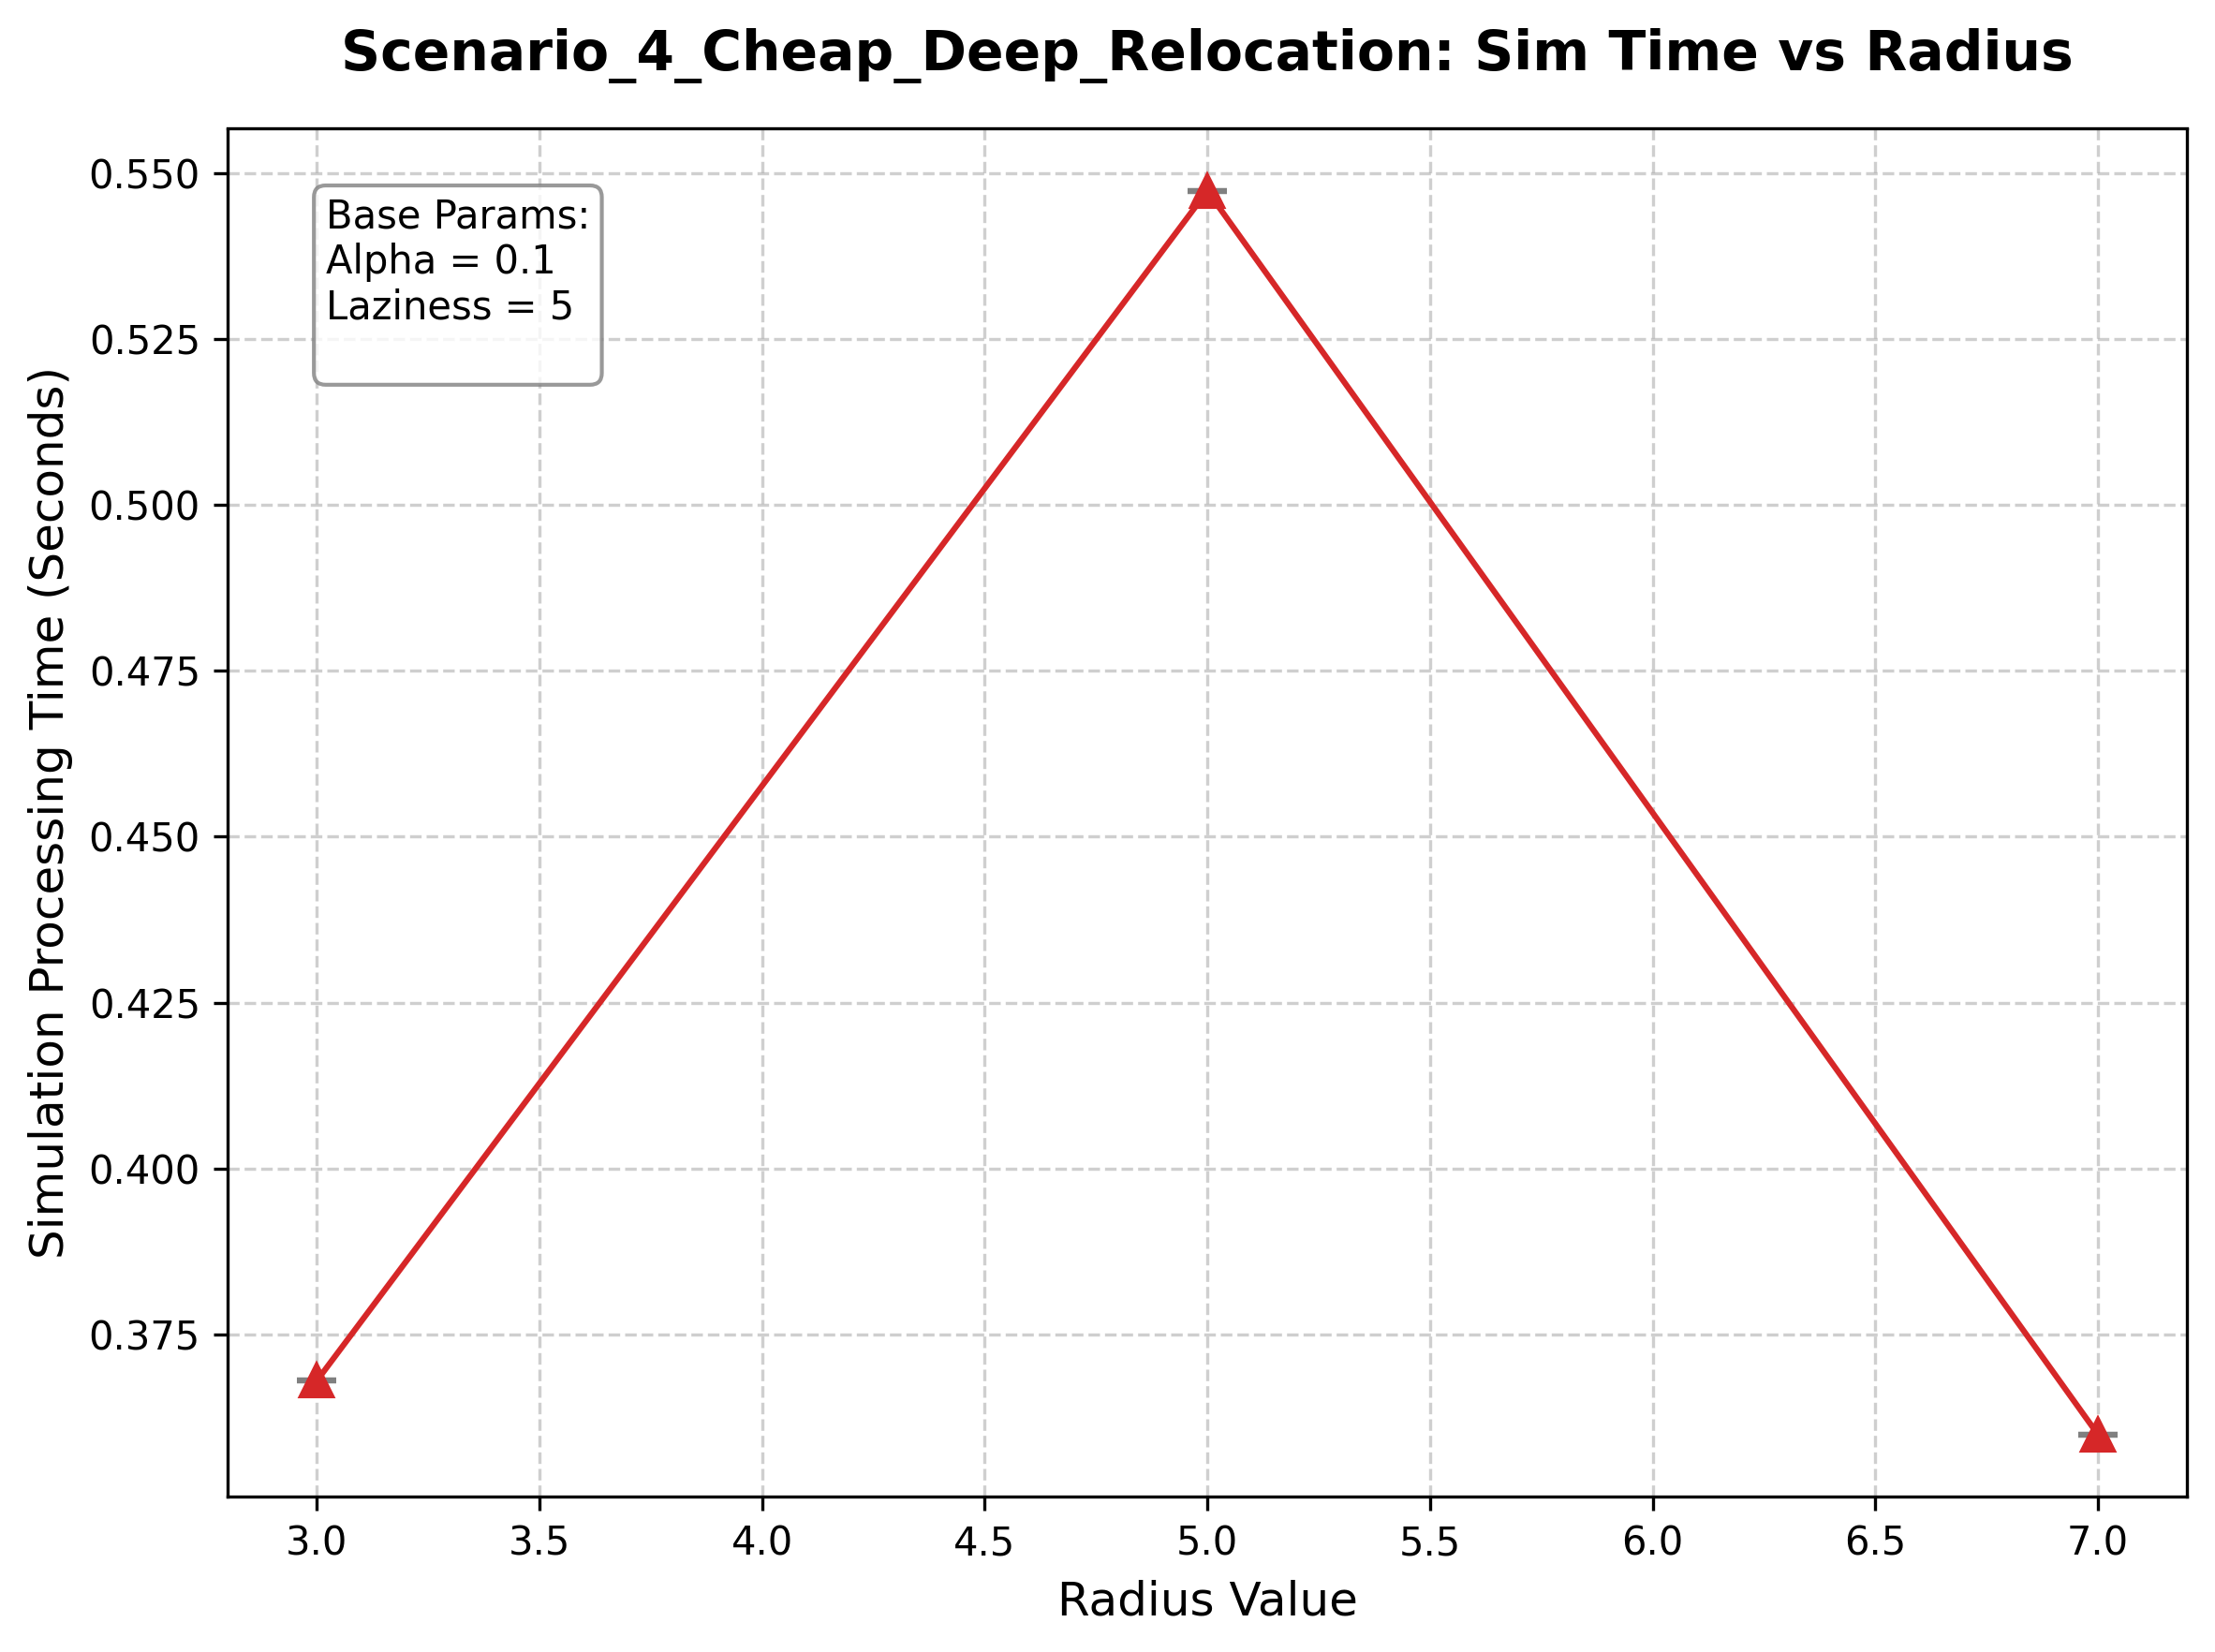 Scenario_4_Cheap_Deep_Relocation: Sim Time vs Radius
Simulation Processing Time (Seconds)
0.550
0.525
0.500
0.475
0.450
0.425
0.400
0.375
Base Params:
Alpha = 0.1
Laziness = 5
3.0 3.5 4.0 4.5 5.0 5.5 6.0 6.5 7.0
Radius Value